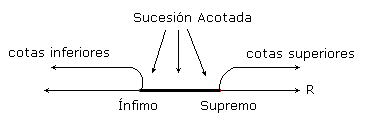 Sucesión Acotada
cotas inferiores
cotas superiores
R
Ínfimo
Supremo